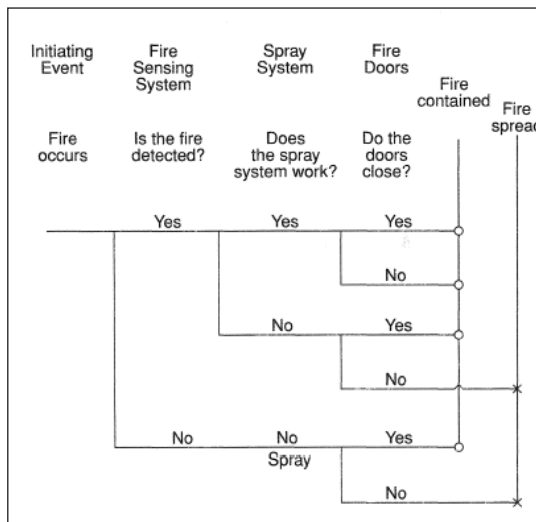 Initiating
Event
Fire
Sensing
System
Spray
System
Fire
Doors
Fire
contained
Fire
spread
Fire
occurs
Is the fire
detected?
Does
the spray
system work?
Do the
doors
close?
Yes
Yes
Yes
No
No
Yes
No
No
No
Yes
Spray
No